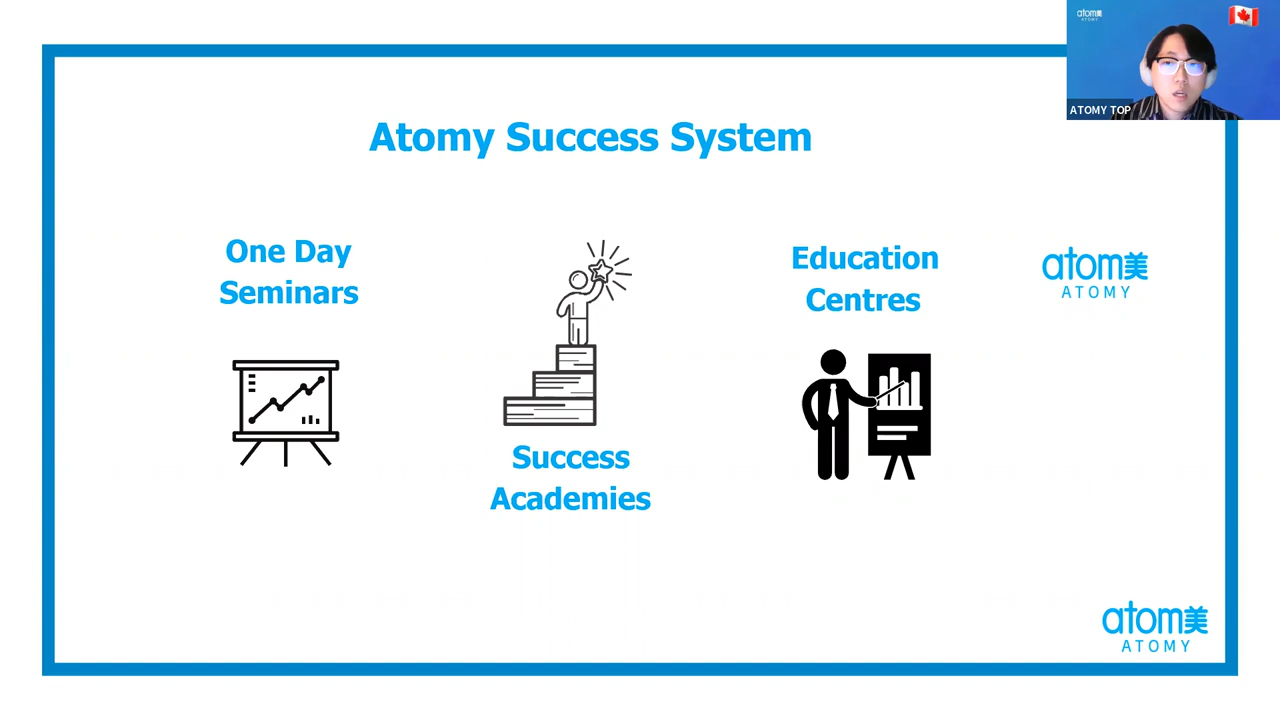 atom美
ATOMY
ATOMY TOP
Atomy Success System
One Day
Seminars
Success
Academies
Education
Centres
atom美
ATOMY
atom美
ATOMY